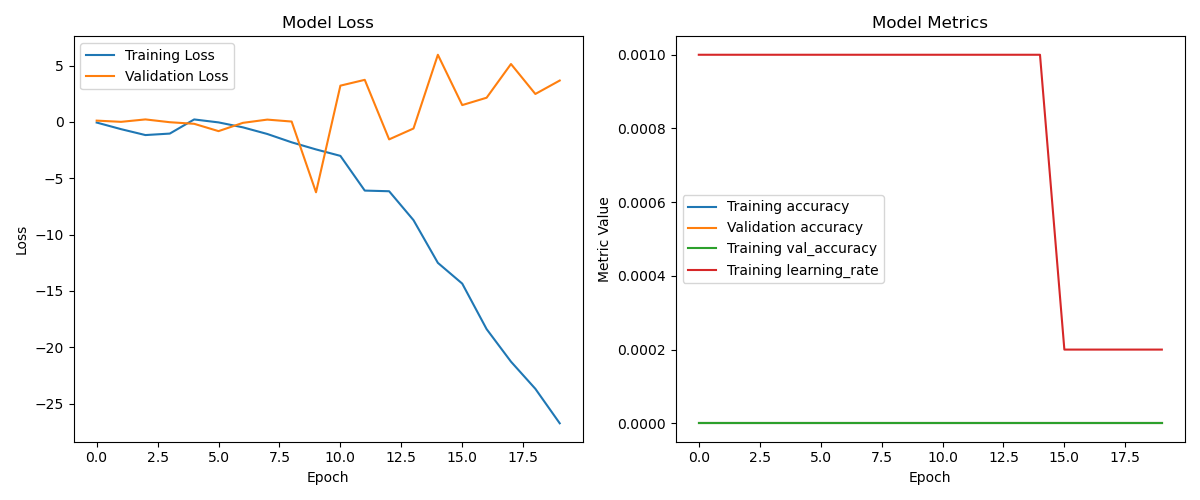 Model Loss
Training Loss
Validation Loss
5
0
−5
−10
−15
−20
−25
Loss
0.0 2.5 5.0 7.5 10.0 12.5 15.0 17.5
Epoch
Model Metrics
0.0010
0.0008
0.0006
0.0004
0.0002
0.0000
Metric Value
Training accuracy
Validation accuracy
Training val_accuracy
Training learning_rate
0.0 2.5 5.0 7.5 10.0 12.5 15.0 17.5
Epoch